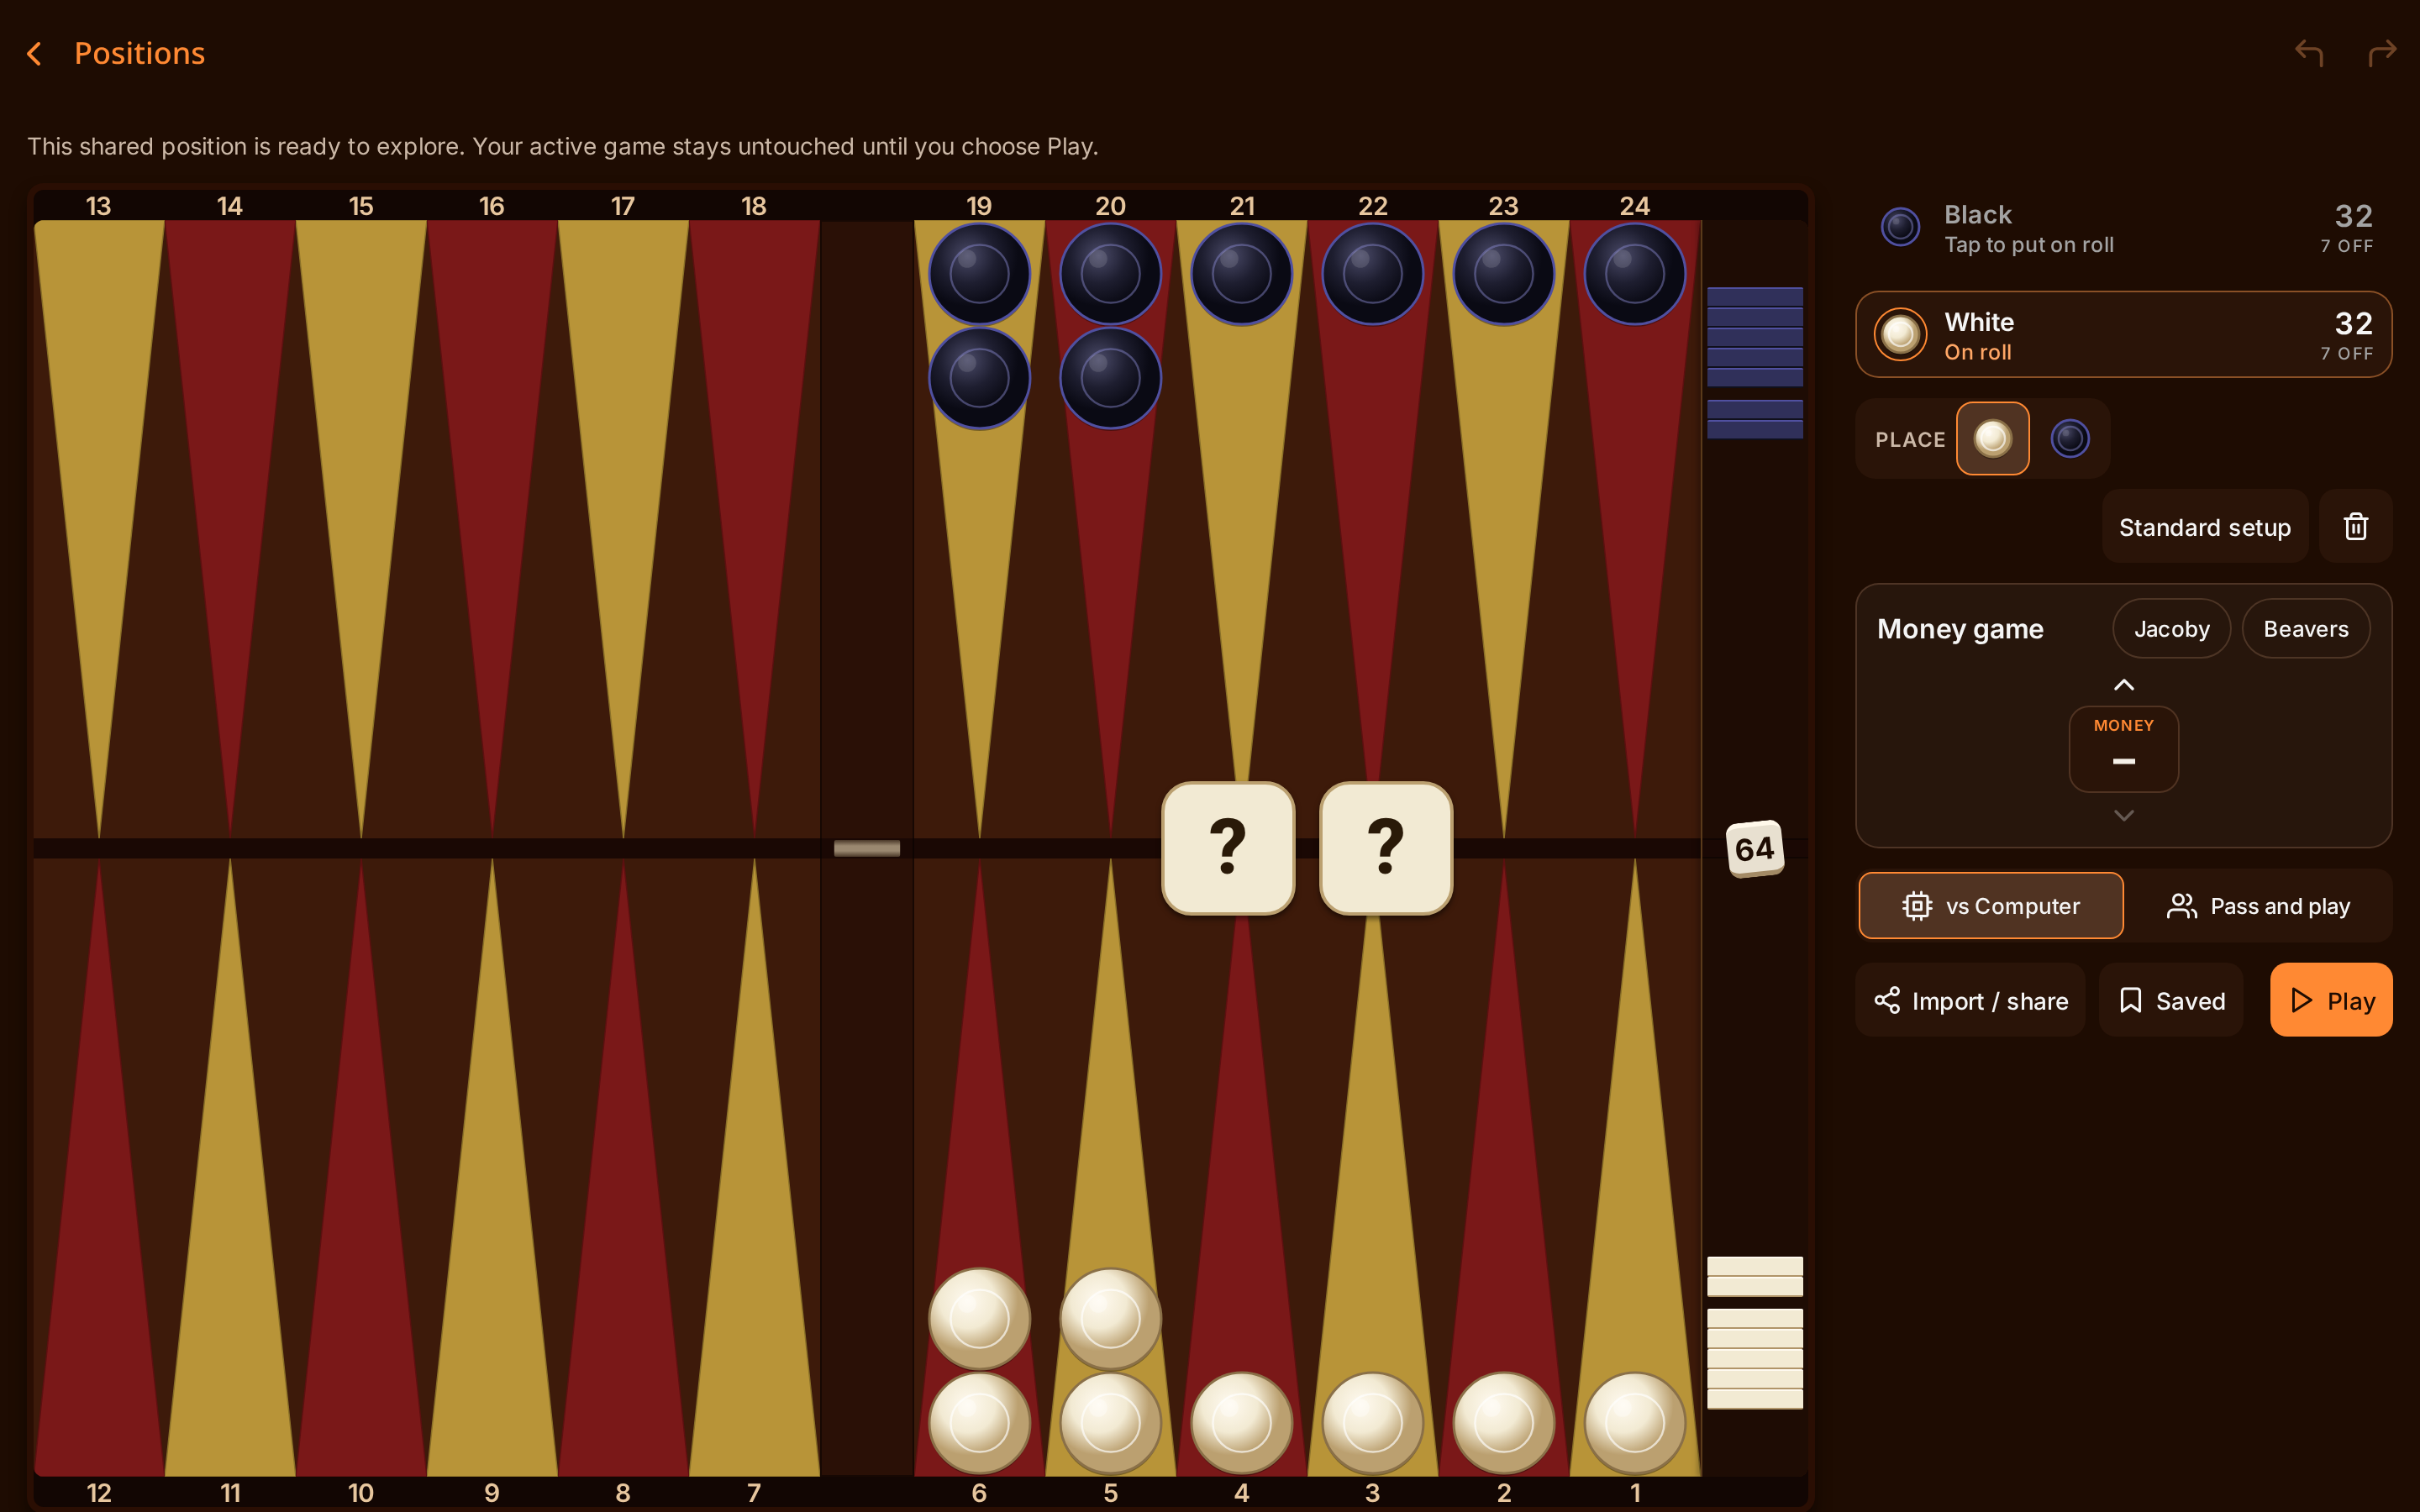 Positions
This shared position is ready to explore. Your active game stays untouched until you choose Play.
13 14 15 16 17 18 19 20 21 22 23 24
? ?
64
12 11 10 9 8 7 6 5 4 3 2 1
Black 32
Tap to put on roll 7 OFF
White 32
On roll 7 OFF
PLACE
Standard setup
Money game Jacoby Beavers
MONEY
–
vs Computer Pass and play
Import / share Saved Play